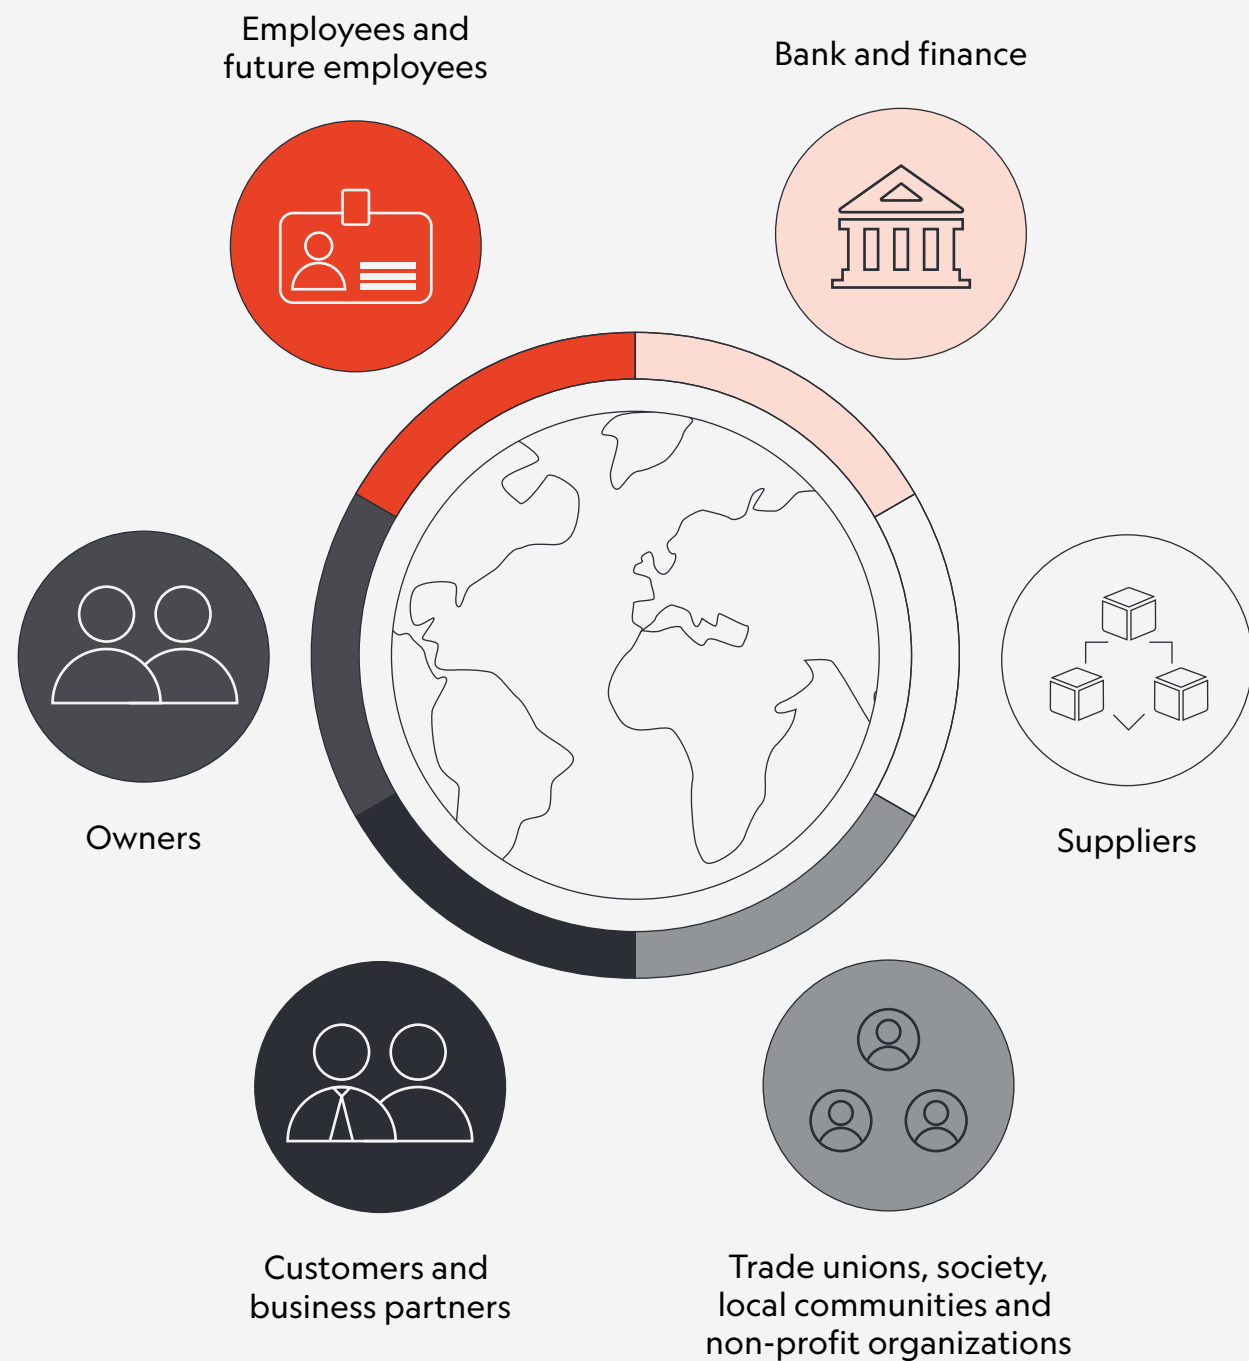 Employees and
future employees
Bank and finance
Owners
Suppliers
Customers and
business partners
Trade unions, society,
local communities and
non-profit organizations